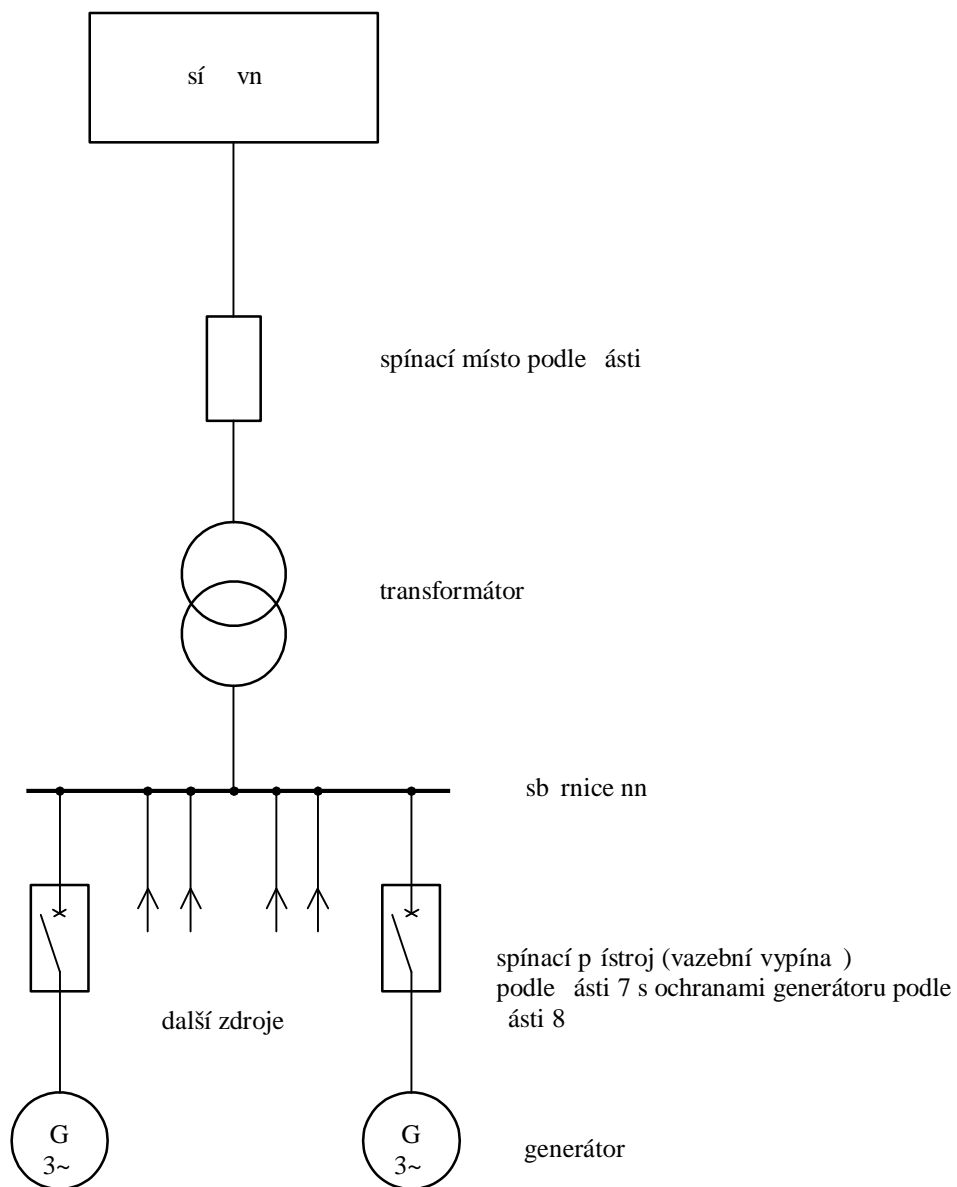 sí vn
spínací místo podle ásti
transformátor
sb rnice nn
spínací p ístroj (vazební vypína )
podle ásti 7 s ochranami generátoru podle
ásti 8
další zdroje
G
3~
G
3~
generátor